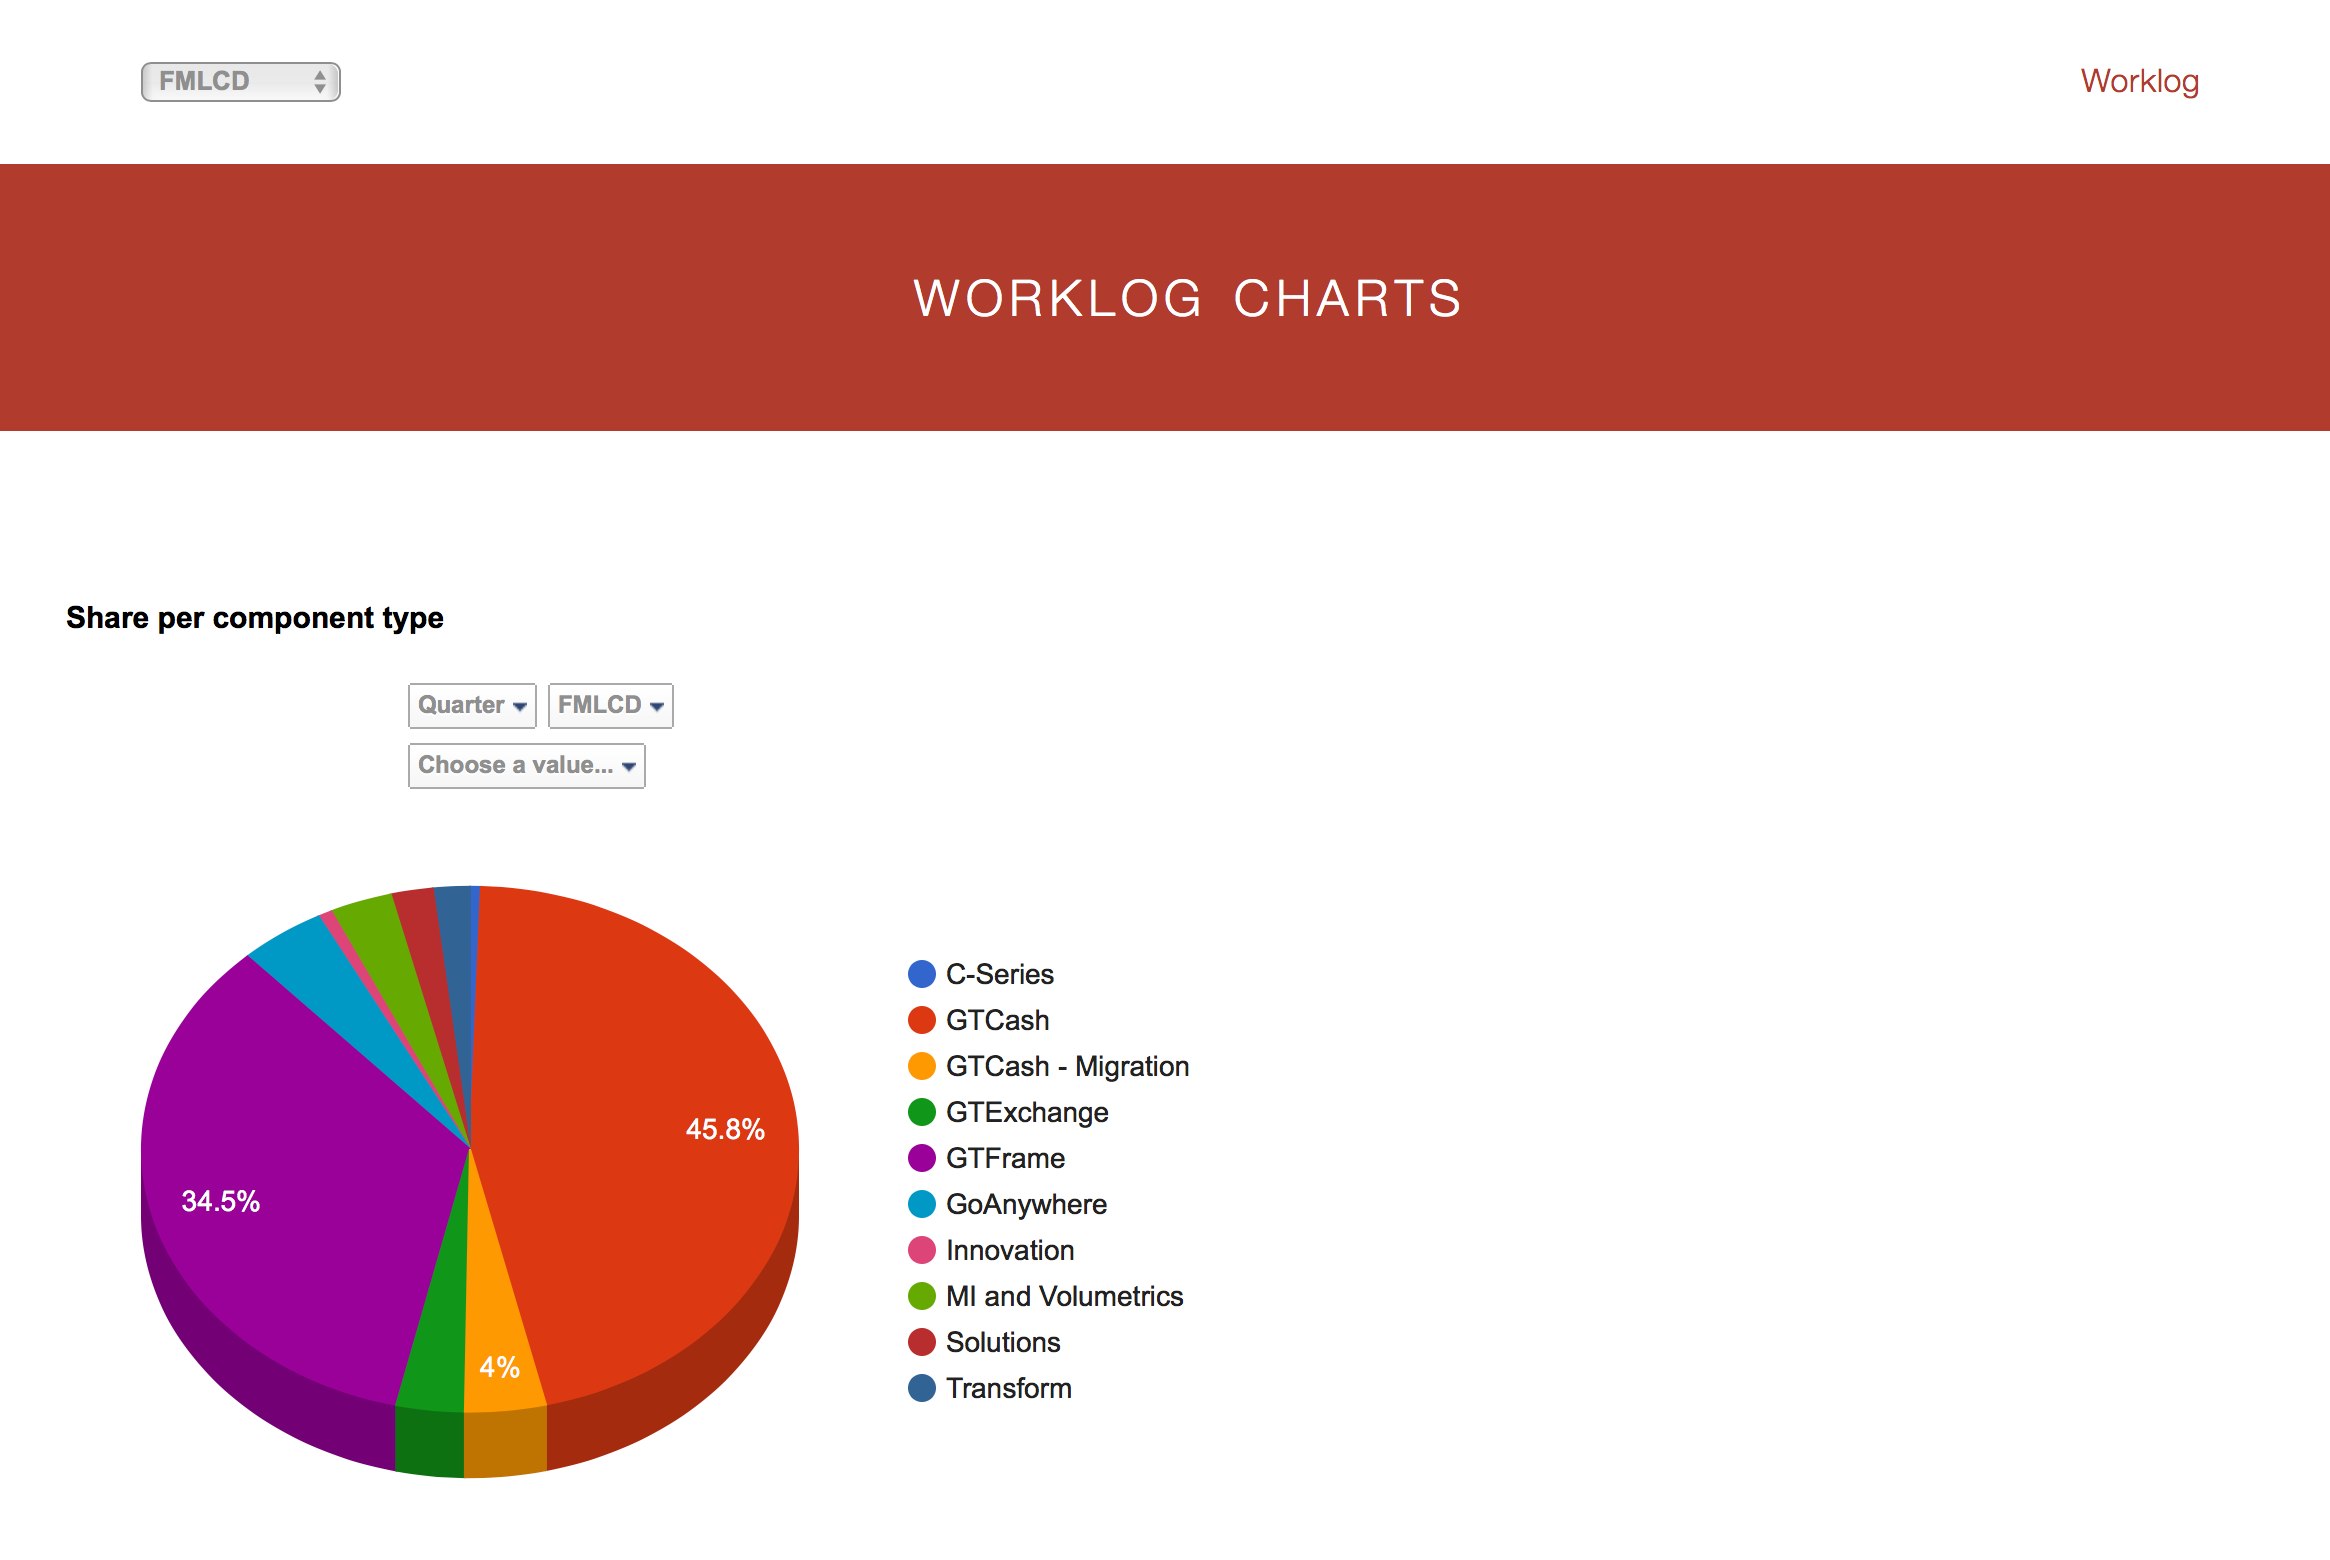 FMLCD
Worklog
WORKLOG CHARTS
Share per component type
Quarter FMLCD
Choose a value...
45.8%
34.5%
4%
C-Series
GTCash
GTCash - Migration
GTExchange
GTFrame
GoAnywhere
Innovation
MI and Volumetrics
Solutions
Transform